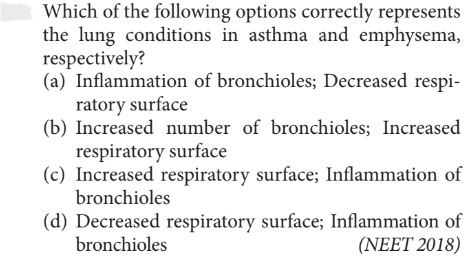 Which of the following options correctly represents
the lung conditions in asthma and emphysema,
respectively?
(a) Inflammation of bronchioles; Decreased respi-
ratory surface
(b) Increased number of bronchioles; Increased
respiratory surface
(c) Increased respiratory surface; Inflammation of
bronchioles
(d) Decreased respiratory surface; Inflammation of
bronchioles (NEET 2018)